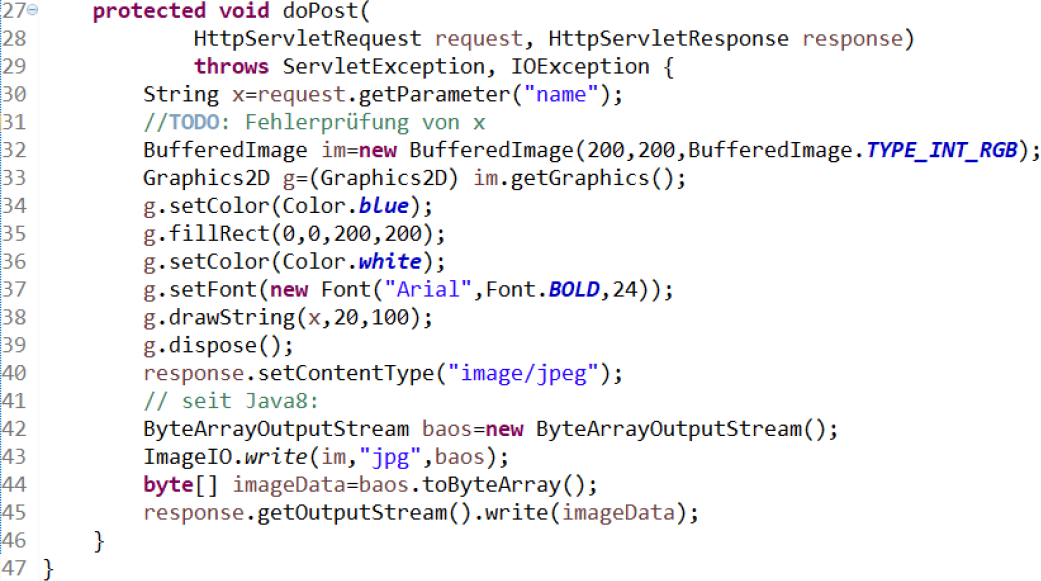 27 protected void doPost(
28 HttpServletRequest request, HttpServletResponse response)
29 throws ServletException, IOException {
30 String x=request.getParameter("name");
31 //TODO: Fehlerprüfung von x
32 BufferedImage im=new BufferedImage(200,200,BufferedImage.TYPE_INT_RGB);
33 Graphics2D g=(Graphics2D) im.getGraphics();
34 g.setColor(Color.blue);
35 g.fillRect(0,0,200,200);
36 g.setColor(Color.white);
37 g.setFont(new Font("Arial",Font.BOLD,24));
38 g.drawString(x,20,100);
39 g.dispose();
40 response.setContentType("image/jpeg");
41 // seit Java8:
42 ByteArrayOutputStream baos=new ByteArrayOutputStream();
43 ImageIO.write(im,"jpg",baos);
44 byte[] imageData=baos.toByteArray();
45 response.getOutputStream().write(imageData);
46 }
47 }